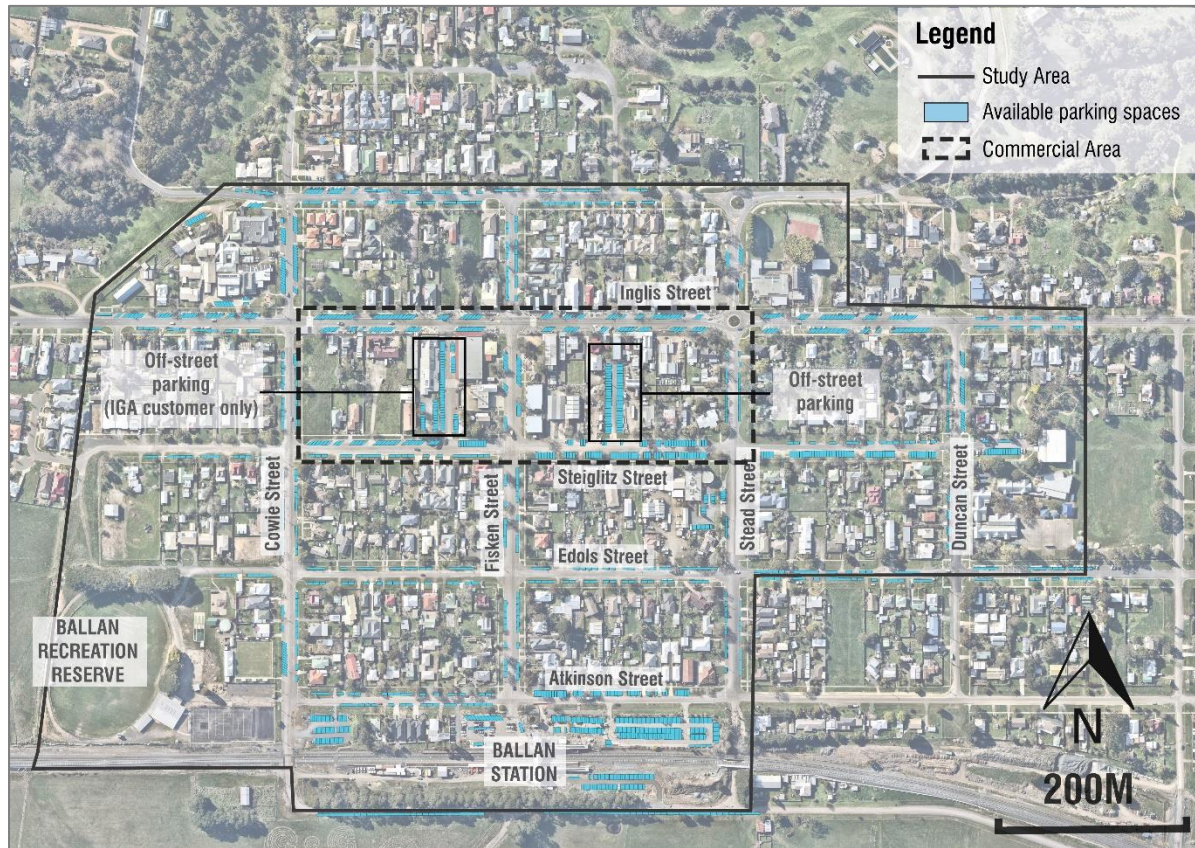 Legend
Study Area
Available parking spaces
Commercial Area
Inglis Street
Off-street
parking
(IGA customer only)
Off-street
parking
Cowie Street
Fisken Street
Steiglitz Street
Stead Street
Duncan Street
Edols Street
BALLAN
RECREATION
RESERVE
Atkinson Street
BALLAN
STATION
N
200M